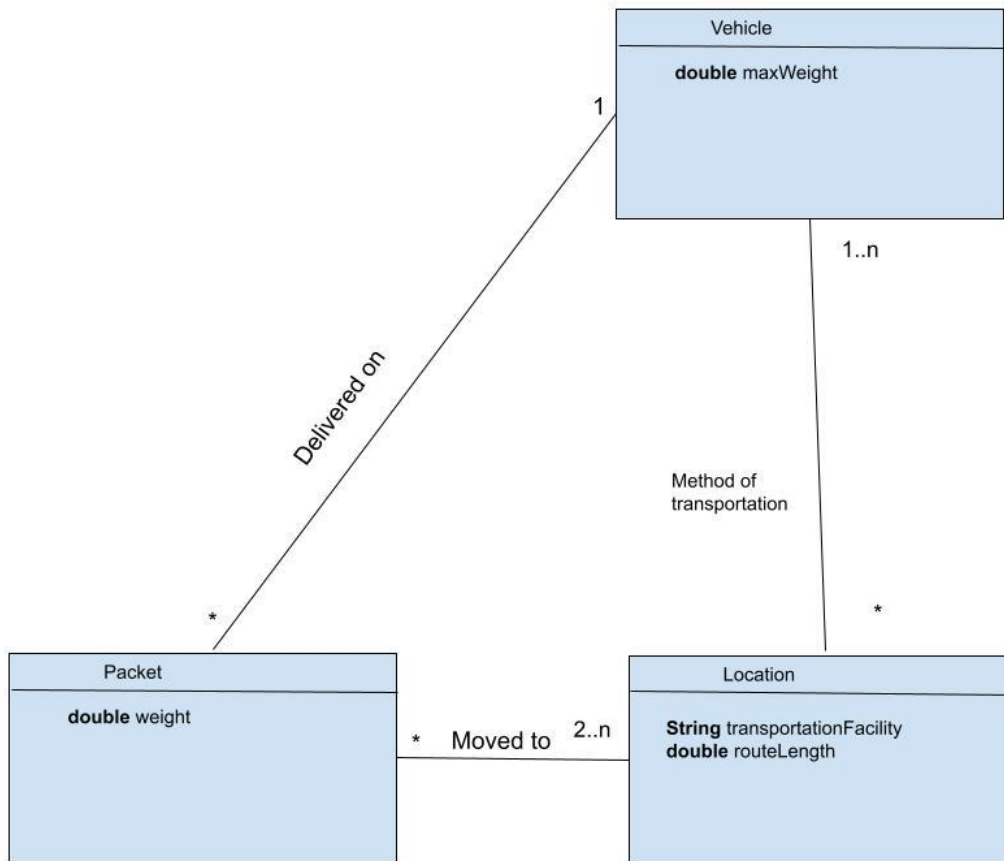 Vehicle
double maxWeight
1
1..n
Delivered on
Method of
transportation
*
*
Packet
double weight
* Moved to 2..n
Location
String transportationFacility
double routeLength